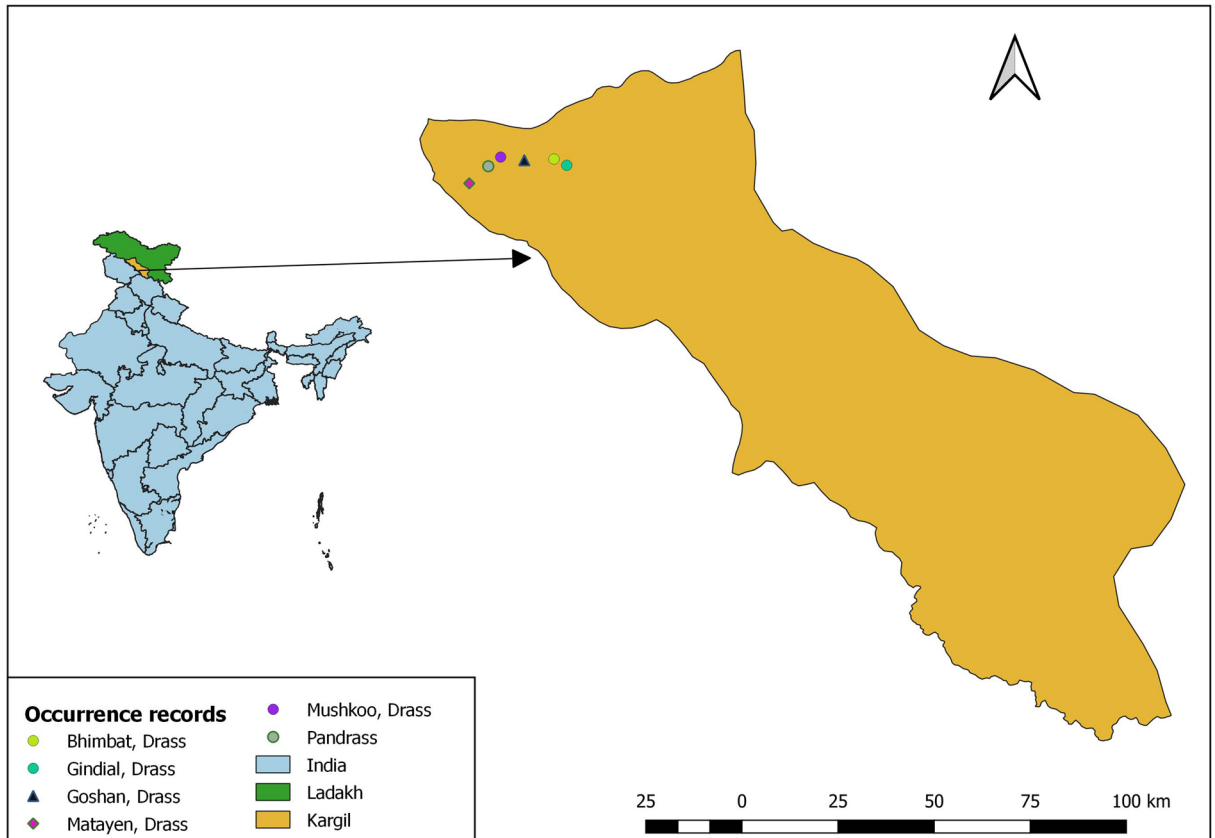 Occurrence records
Bhimbat, Drass
Gindial, Drass
Goshan, Drass
Matayen, Drass
Mushkoo, Drass
Pandrass
India
Ladakh
Kargil
25 0 25 50 75 100 km